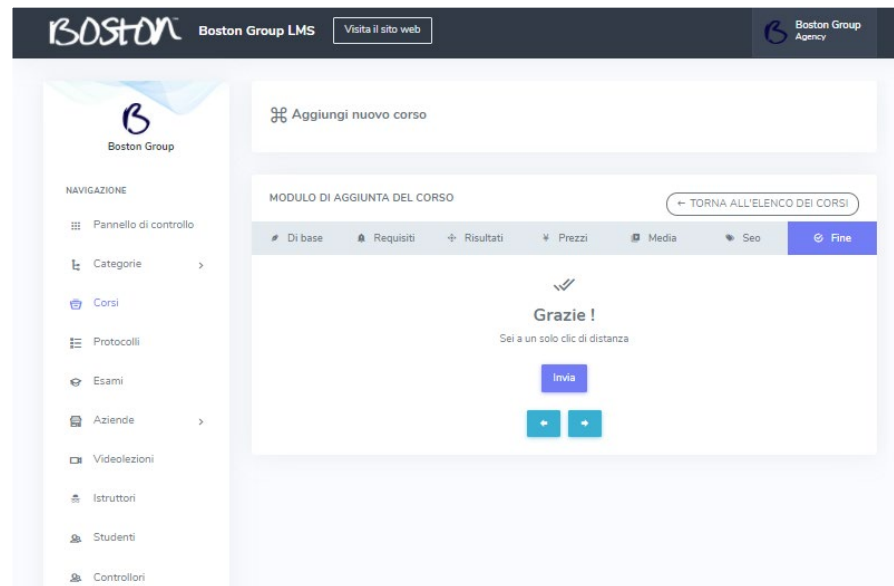 BOSTON
Boston Group LMS
Visita il sito web
Boston Group
Agency
B
Boston Group
NAVIGAZIONE
Pannello di controllo
Categorie
Corsi
Protocolli
Esami
Aziende
Videolezioni
Istruttori
Studenti
Controllori
Aggiungi nuovo corso
MODULO DI AGGIUNTA DEL CORSO
← TORNA ALL'ELENCO DEI CORSI
Di base Requisiti Risultati ¥ Prezzi Media Seo Fine
Grazie !
Sei a un solo clic di distanza
Invia